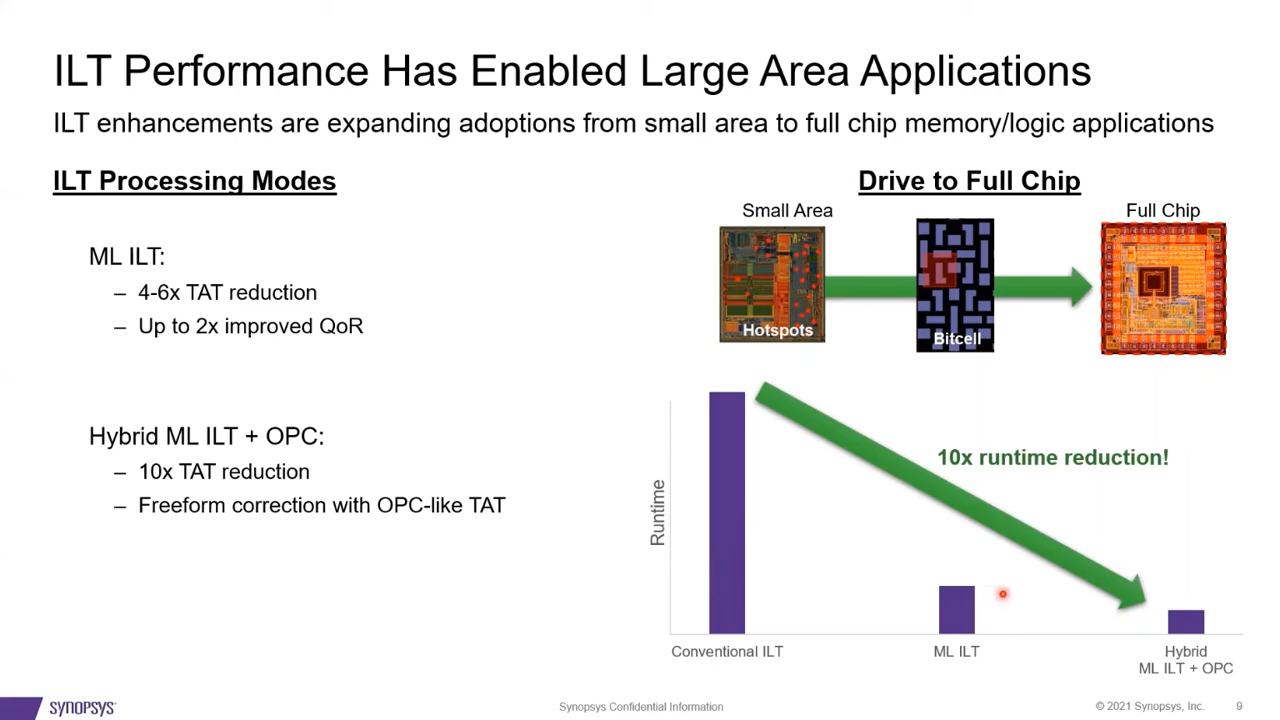 ILT Performance Has Enabled Large Area Applications
ILT enhancements are expanding adoptions from small area to full chip memory/logic applications
ILT Processing Modes
ML ILT:
– 4-6x TAT reduction
– Up to 2x improved QoR
Hybrid ML ILT + OPC:
– 10x TAT reduction
– Freeform correction with OPC-like TAT
Drive to Full Chip
Small Area
Full Chip
Hotspots
Bitcell
10x runtime reduction!
Runtime
Conventional ILT
ML ILT
Hybrid
ML ILT + OPC
SYNOPSYS®
Synopsys Confidential Information
© 2021 Synopsys, Inc.
9